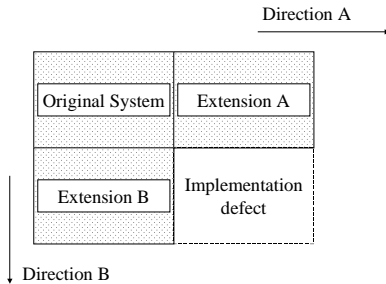 Direction A
Original System
Extension A
Extension B
Implementation
defect
Direction B